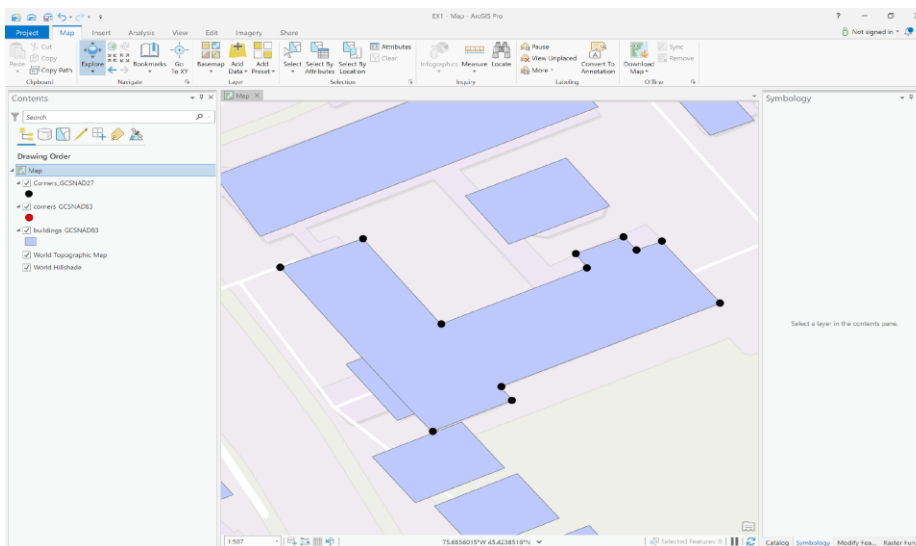 EX1 - Map - ArcGIS Pro
Project Map Insert Analysis View Edit Imagery Share
Not signed in
Paste
Cut
Copy
Copy Path
Clipboard
Explore
Bookmarks
Go To XY
Navigate
Basemap
Add Data
Add Preset
Layer
Select
Select By Attributes
Select By Location
Attributes
Clear
Selection
Infographics
Measure
Locate
Inquiry
Pause
View Unplaced
More
Convert To Annotation
Labeling
Download Map
Sync
Remove
Offline
Contents
Search
Drawing Order
Map
Corners_GCSNAD27
corners GCSNAD83
buildings GCSNAD83
World Topographic Map
World Hillshade
Map
Symbology
Select a layer in the contents pane.
1:507
75.6856015°W 45.4238516°N
Selected Features: 0
Catalog Symbology Modify Fea... Raster Fun